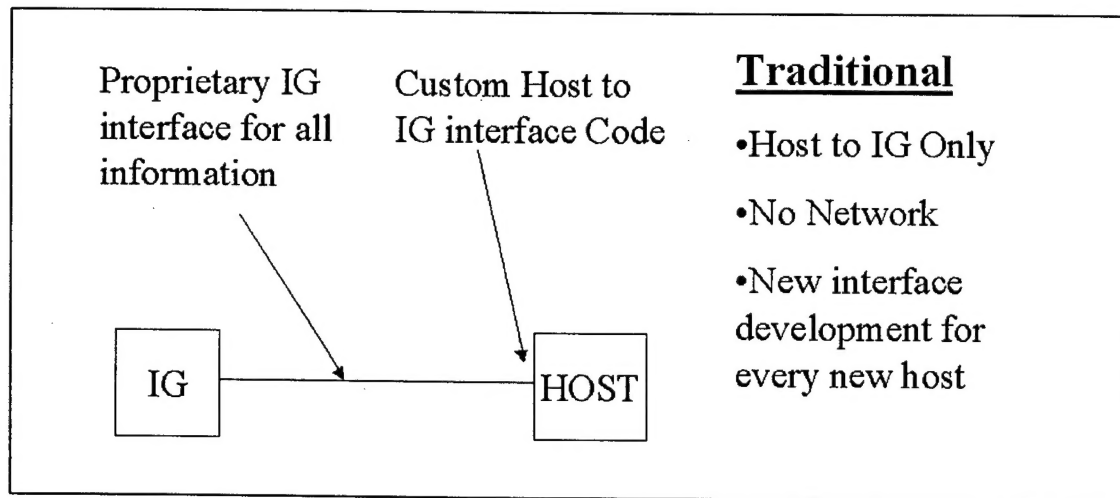 Proprietary IG
interface for all
information
Custom Host to
IG interface Code
IG
HOST
Traditional
•Host to IG Only
•No Network
•New interface
development for
every new host